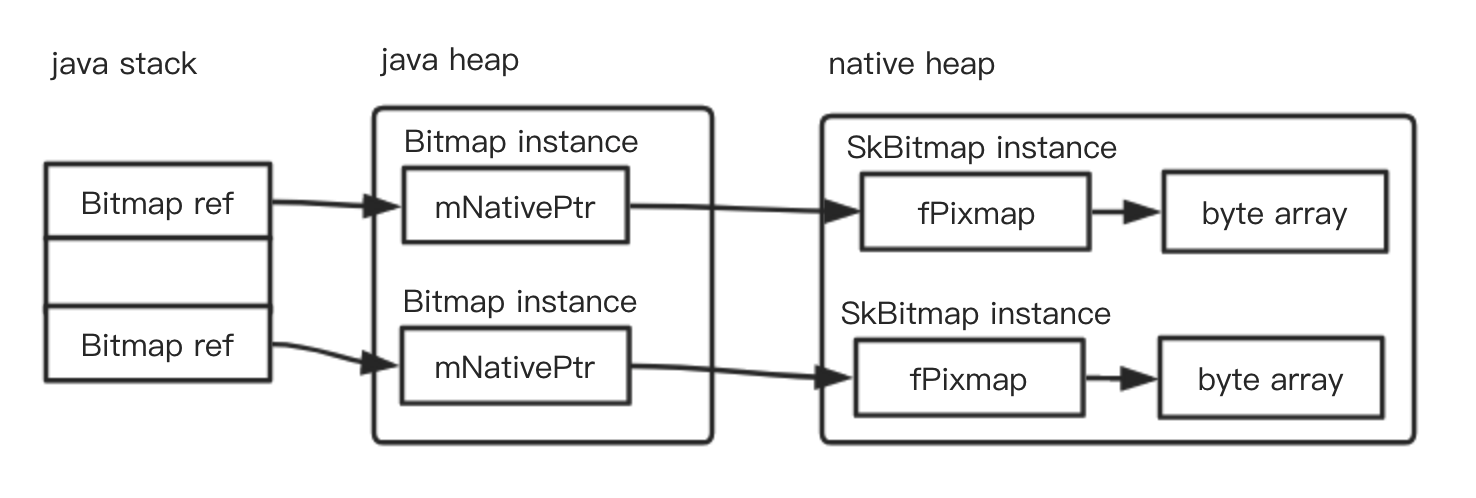 java stack
java heap
native heap
Bitmap instance
SkBitmap instance
Bitmap ref
mNativePtr
fPixmap
byte array
Bitmap instance
SkBitmap instance
Bitmap ref
mNativePtr
fPixmap
byte array